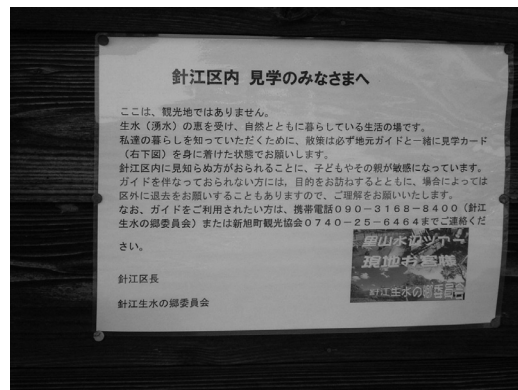 針江区内 見学のみなさまへ
ここは、観光地ではありません。
生水（湧水）の恵を受け、自然とともに暮らしている生活の場です。
私達の暮らしを知っていただくために、散策は必ず地元ガイドと一緒に見学カード
（右下図）を身に着けた状態でお願いします。
針江区内に見知らぬ方がおられることに、子どもやその親が敏感になっています。
ガイドを伴なっておられない方には、目的をお訪ねするとともに、場合によっては
区外に退去をお願いすることもありますので、ご理解をお願いいたします。
なお、ガイドをご利用されたい方は、携帯電話０９０－３１６８－８４００（針江
生水の郷委員会）または新旭町観光協会０７４０－２５－６４６４までご連絡くだ
さい。
里山水のツアー
現地お客様
針江生水の郷委員会
針江区長
針江生水の郷委員会